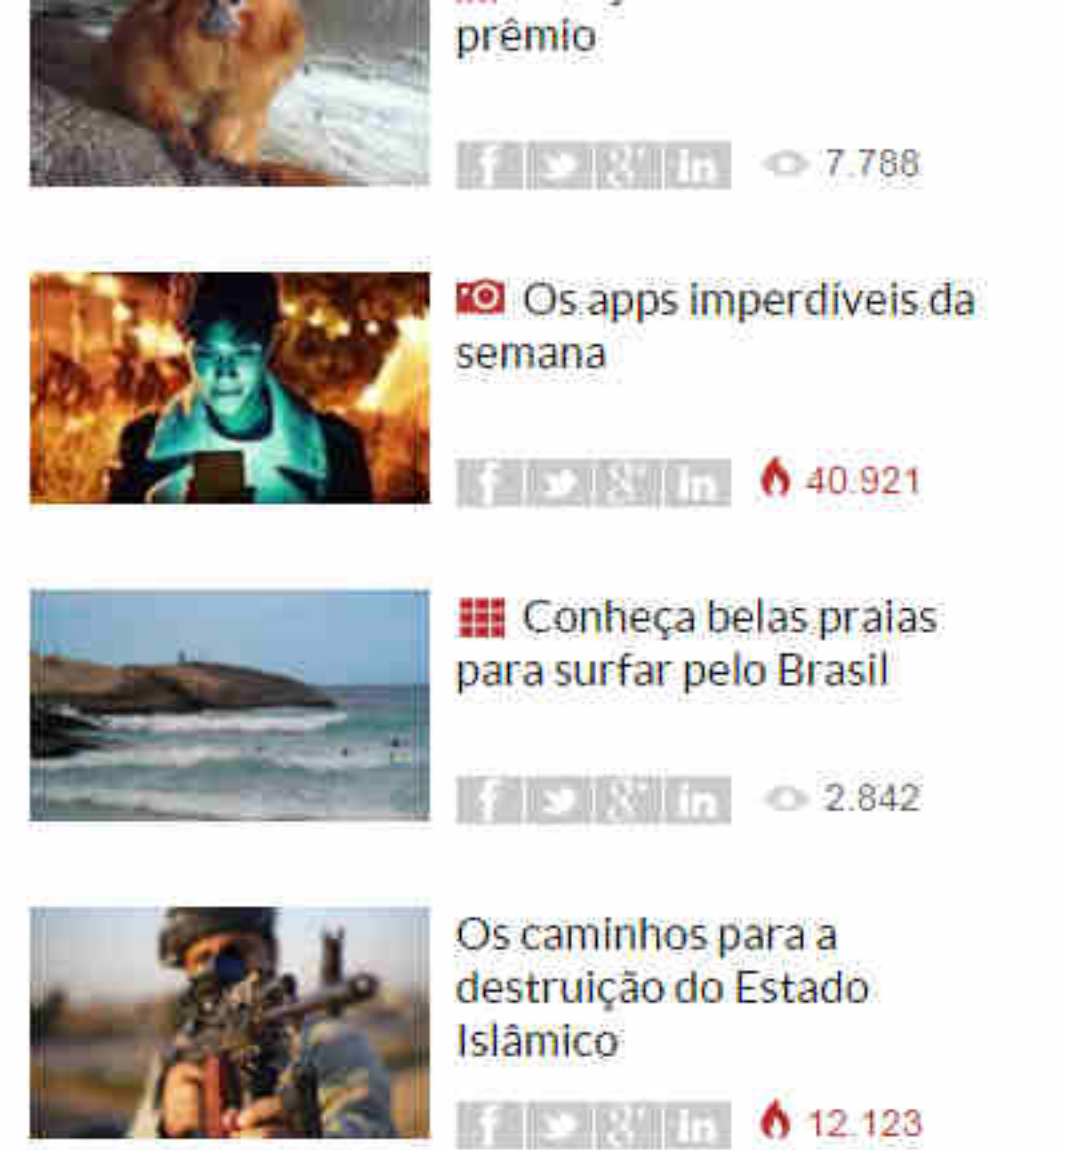 prêmio
7.788
Os apps imperdíveis da
semana
40.921
Conheça belas praias
para surfar pelo Brasil
2.842
Os caminhos para a
destruição do Estado
Islâmico
12.123